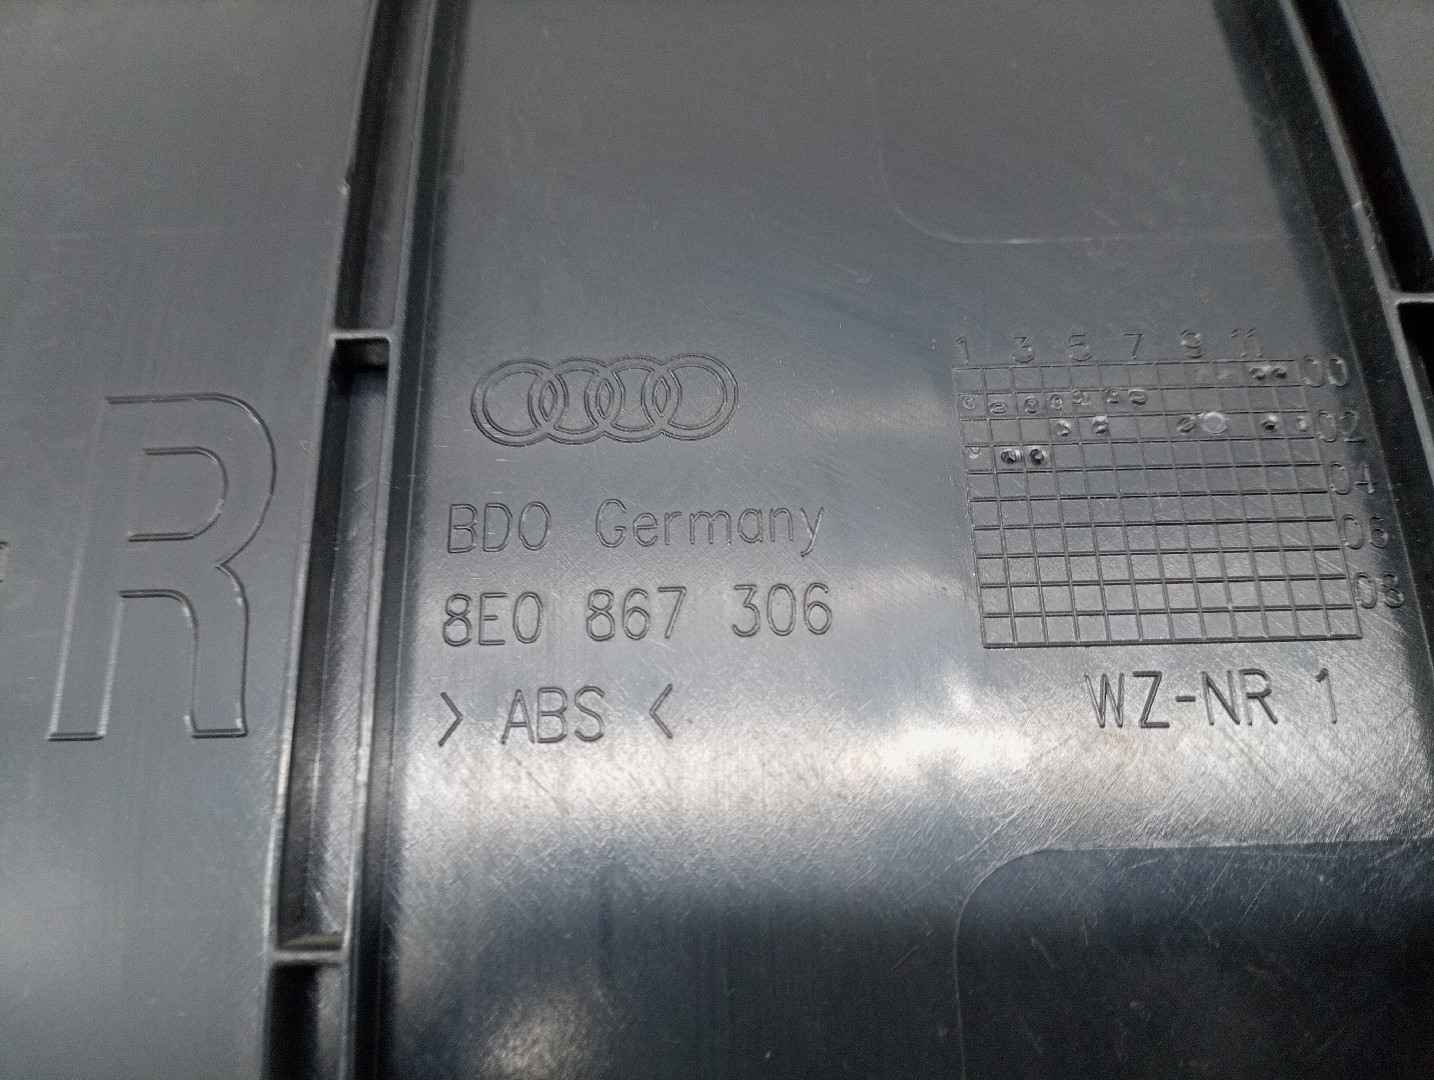 R
BDO Germany
8E0 867 306
> ABS <
1 3 5 7 9 11
00
02
04
06
08
WZ-NR 1